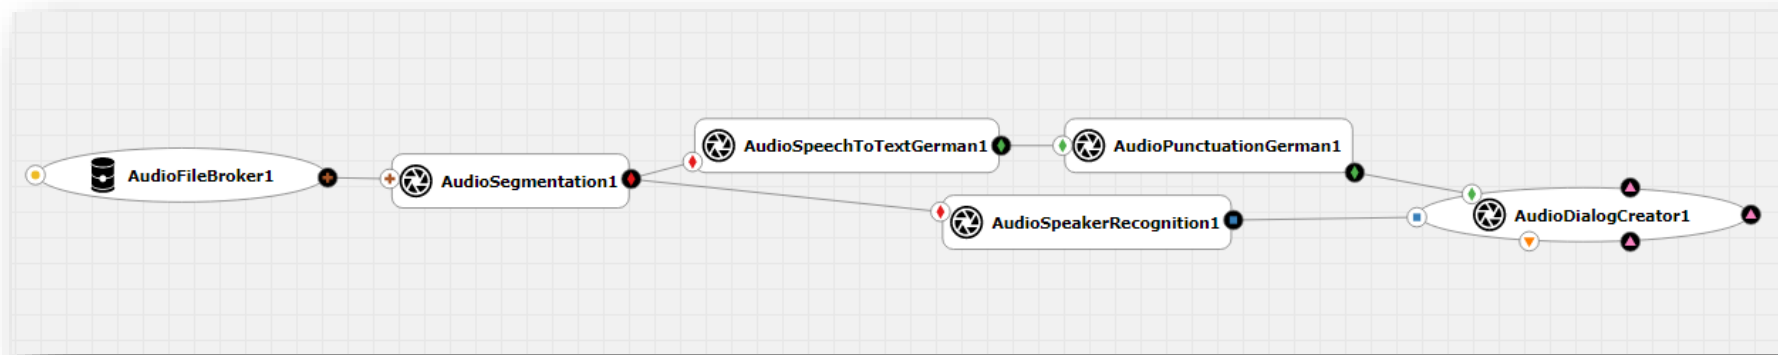 AudioFileBroker1
AudioSegmentation1
AudioSpeechToTextGerman1
AudioPunctuationGerman1
AudioSpeakerRecognition1
AudioDialogCreator1